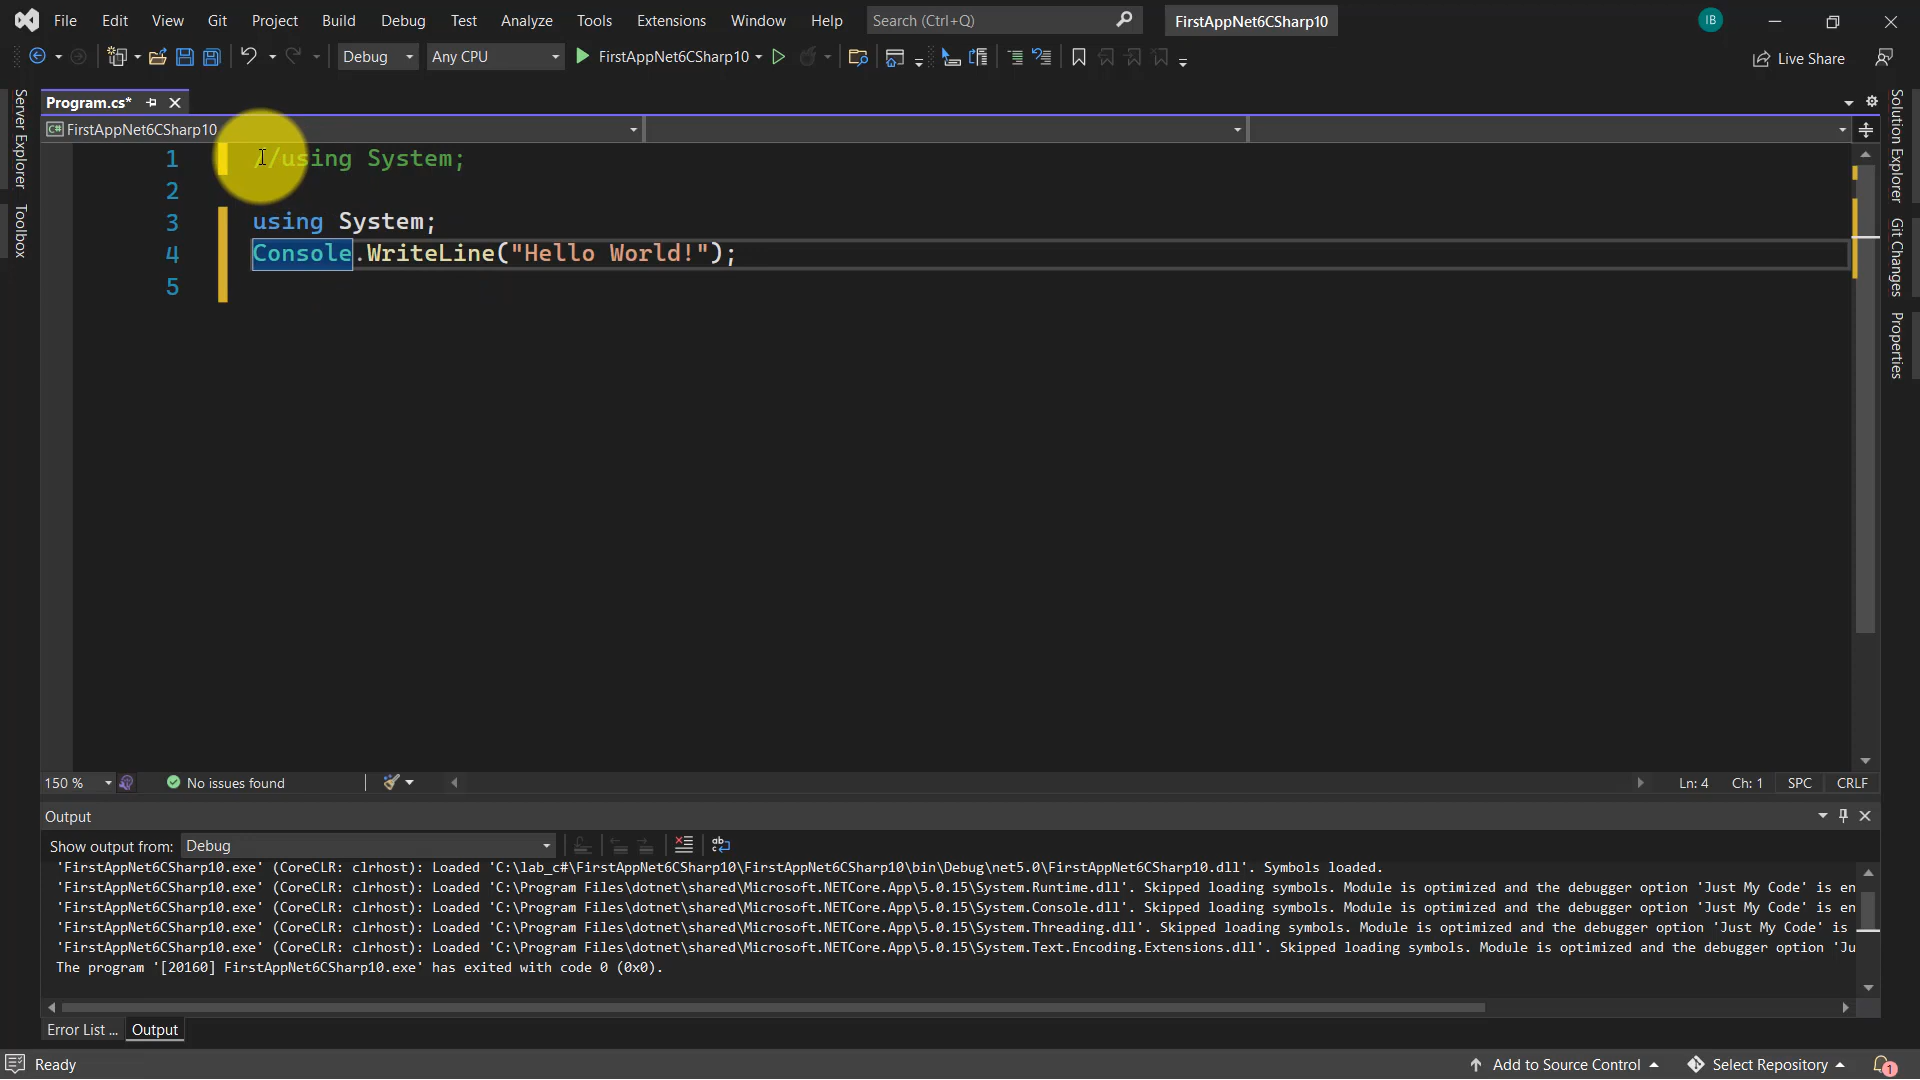 File Edit View Git Project Build Debug Test Analyze Tools Extensions Window Help Search (Ctrl+Q) FirstAppNet6CSharp10 IB
Debug Any CPU FirstAppNet6CSharp10 Live Share
Server Explorer
Toolbox
Program.cs*
C# FirstAppNet6CSharp10
1 //using System;
2
3 using System;
4 Console.WriteLine("Hello World!");
5
Solution Explorer
Git Changes
Properties
150 % No issues found Ln: 4 Ch: 1 SPC CRLF
Output
Show output from: Debug
'FirstAppNet6CSharp10.exe' (CoreCLR: clrhost): Loaded 'C:\lab_c#\FirstAppNet6CSharp10\FirstAppNet6CSharp10\bin\Debug\net5.0\FirstAppNet6CSharp10.dll'. Symbols loaded.
'FirstAppNet6CSharp10.exe' (CoreCLR: clrhost): Loaded 'C:\Program Files\dotnet\shared\Microsoft.NETCore.App\5.0.15\System.Runtime.dll'. Skipped loading symbols. Module is optimized and the debugger option 'Just My Code' is en
'FirstAppNet6CSharp10.exe' (CoreCLR: clrhost): Loaded 'C:\Program Files\dotnet\shared\Microsoft.NETCore.App\5.0.15\System.Console.dll'. Skipped loading symbols. Module is optimized and the debugger option 'Just My Code' is en
'FirstAppNet6CSharp10.exe' (CoreCLR: clrhost): Loaded 'C:\Program Files\dotnet\shared\Microsoft.NETCore.App\5.0.15\System.Threading.dll'. Skipped loading symbols. Module is optimized and the debugger option 'Just My Code' is
'FirstAppNet6CSharp10.exe' (CoreCLR: clrhost): Loaded 'C:\Program Files\dotnet\shared\Microsoft.NETCore.App\5.0.15\System.Text.Encoding.Extensions.dll'. Skipped loading symbols. Module is optimized and the debugger option 'Ju
The program '[20160] FirstAppNet6CSharp10.exe' has exited with code 0 (0x0).
Error List ... Output
Ready Add to Source Control Select Repository 1